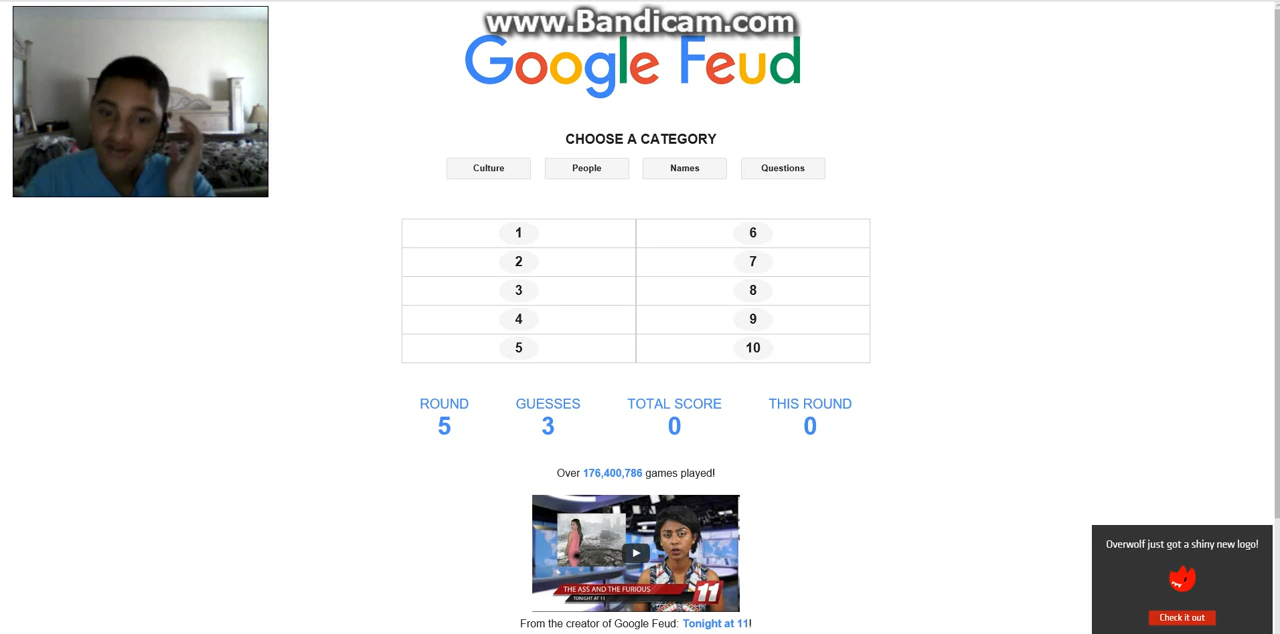 www.Bandicam.com
Google Feud
CHOOSE A CATEGORY
Culture People Names Questions
1 6
2 7
3 8
4 9
5 10
ROUND GUESSES TOTAL SCORE THIS ROUND
5 3 0 0
Over 176,400,786 games played!
THE ASS AND THE FURIOUS
TONIGHT AT 11
11
From the creator of Google Feud: Tonight at 11!
Overwolf just got a shiny new logo!
Check it out